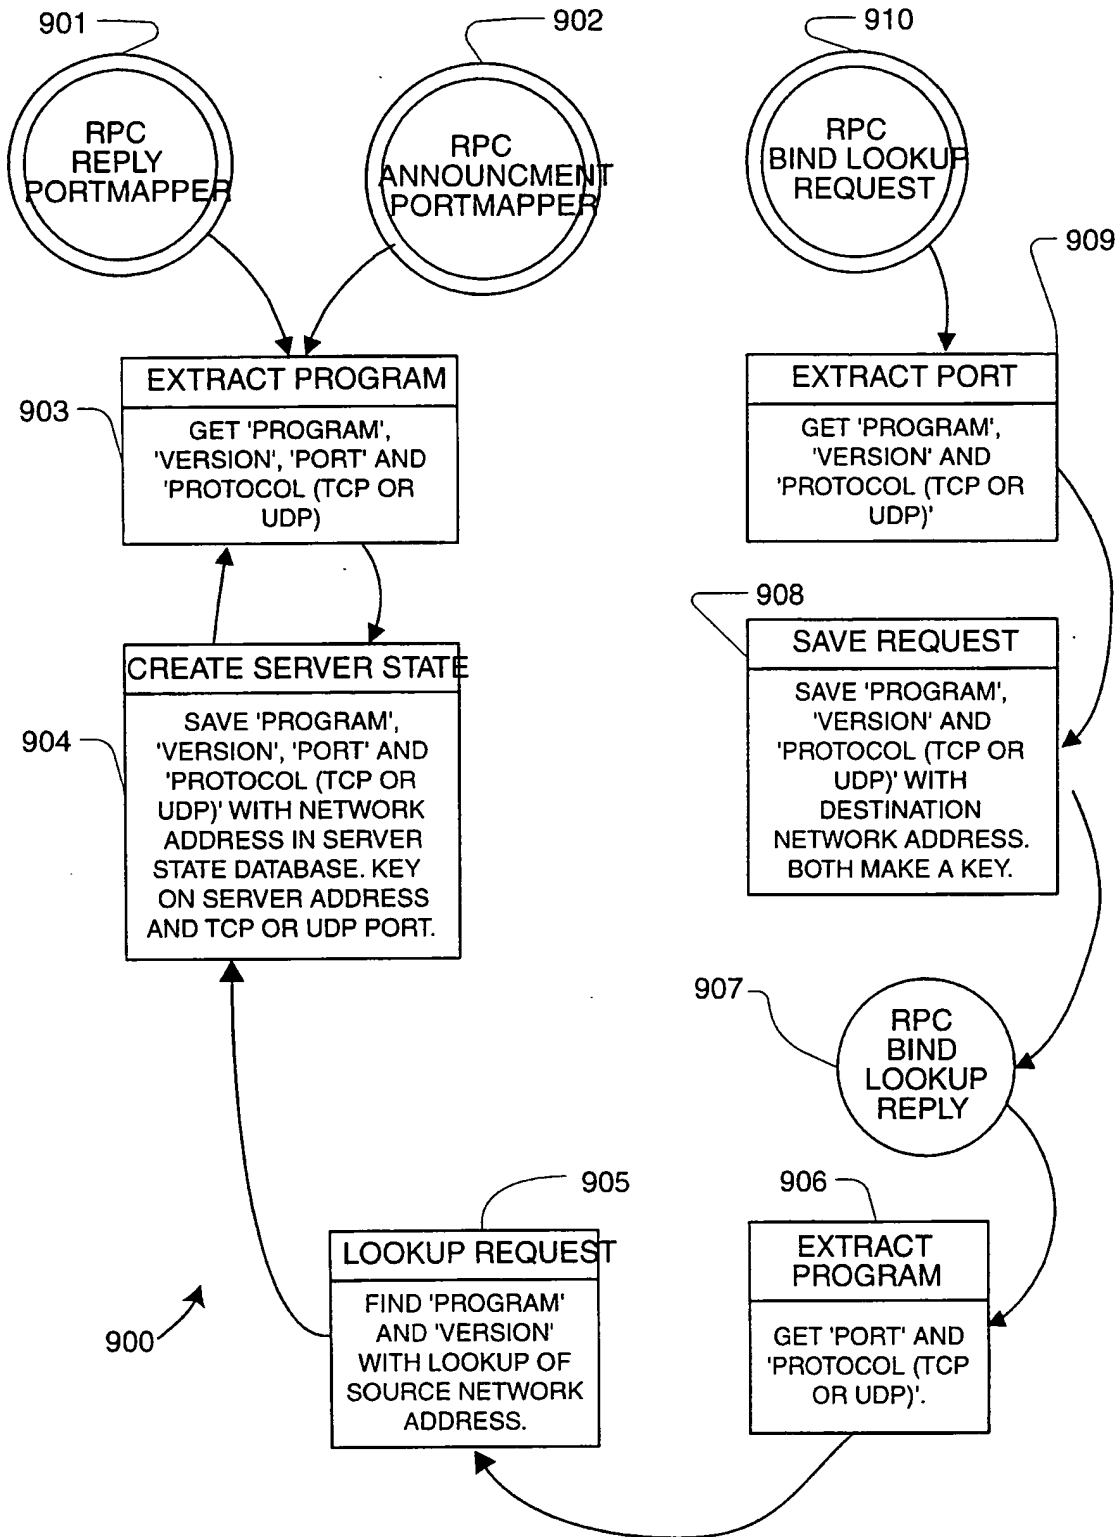 901
902
910
RPC
REPLY
PORTMAPPER
RPC
ANNOUNCMENT
PORTMAPPER
RPC
BIND LOOKUP
REQUEST
909
EXTRACT PROGRAM
903
GET 'PROGRAM',
'VERSION', 'PORT' AND
'PROTOCOL (TCP OR
UDP)
EXTRACT PORT
GET 'PROGRAM',
'VERSION' AND
'PROTOCOL (TCP OR
UDP)'
908
CREATE SERVER STATE
904
SAVE 'PROGRAM',
'VERSION', 'PORT' AND
'PROTOCOL (TCP OR
UDP)' WITH NETWORK
ADDRESS IN SERVER
STATE DATABASE. KEY
ON SERVER ADDRESS
AND TCP OR UDP PORT.
SAVE REQUEST
SAVE 'PROGRAM',
'VERSION' AND
'PROTOCOL (TCP OR
UDP)' WITH
DESTINATION
NETWORK ADDRESS.
BOTH MAKE A KEY.
907
RPC
BIND
LOOKUP
REPLY
905
906
LOOKUP REQUEST
FIND 'PROGRAM'
AND 'VERSION'
WITH LOOKUP OF
SOURCE NETWORK
ADDRESS.
EXTRACT
PROGRAM
GET 'PORT' AND
'PROTOCOL (TCP
OR UDP)'.
900